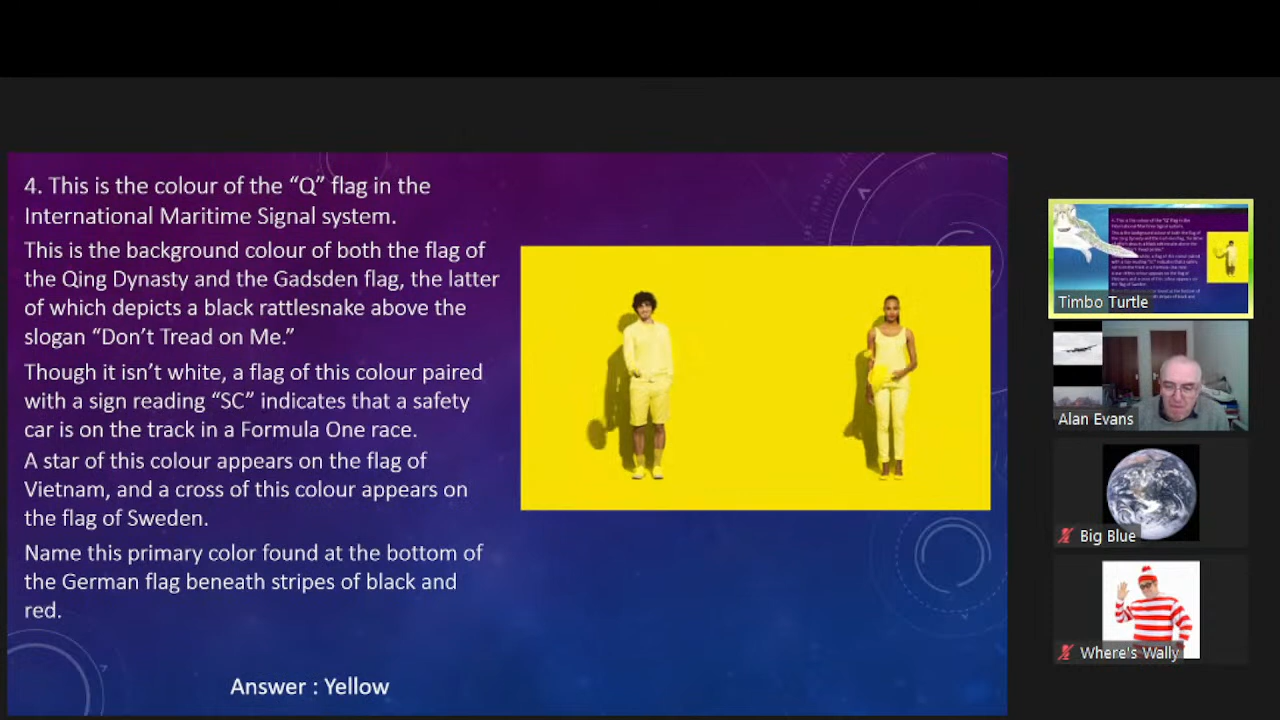 4. This is the colour of the “Q” flag in the
International Maritime Signal system.
This is the background colour of both the flag of
the Qing Dynasty and the Gadsden flag, the latter
of which depicts a black rattlesnake above the
slogan “Don’t Tread on Me.”
Though it isn’t white, a flag of this colour paired
with a sign reading “SC” indicates that a safety
car is on the track in a Formula One race.
A star of this colour appears on the flag of
Vietnam, and a cross of this colour appears on
the flag of Sweden.
Name this primary color found at the bottom of
the German flag beneath stripes of black and
red.
Answer : Yellow
Timbo Turtle
Alan Evans
Big Blue
Where's Wally